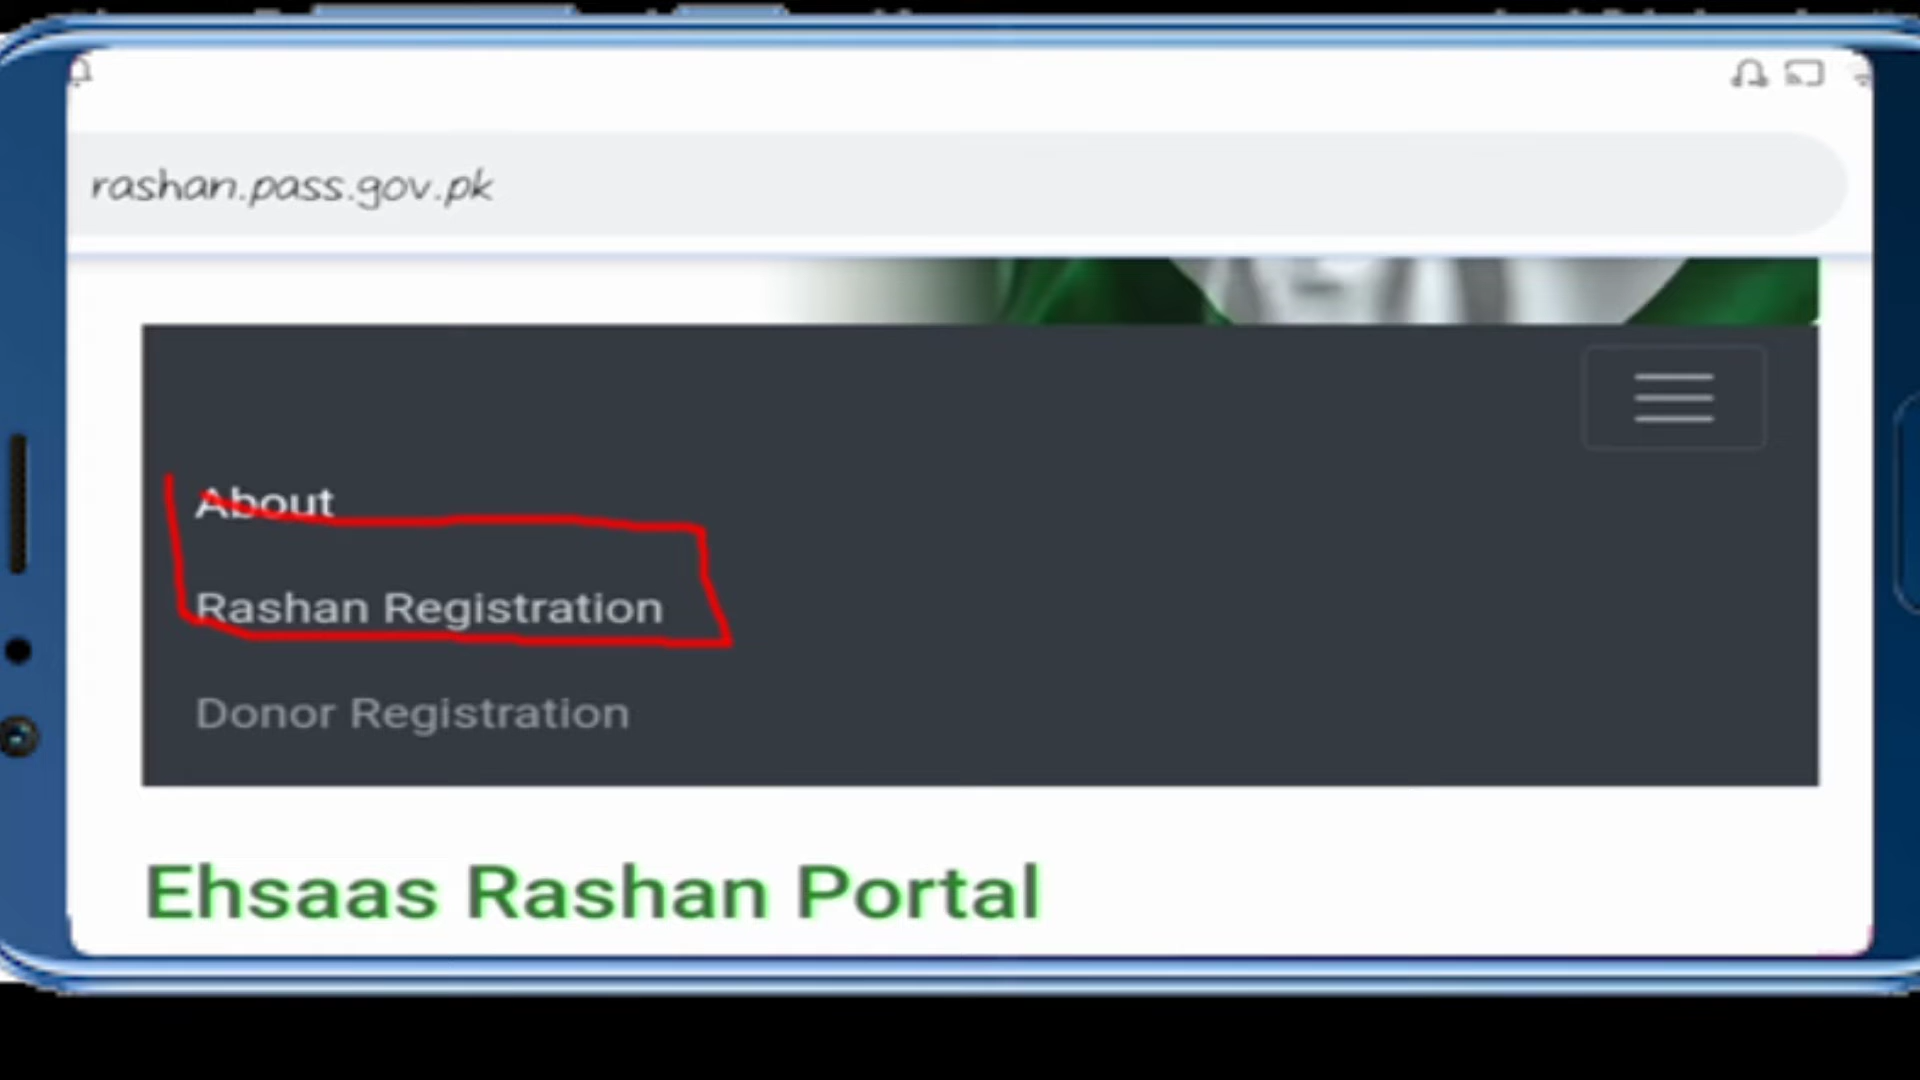 rashan.pass.gov.pk
About
Rashan Registration
Donor Registration
Ehsaas Rashan Portal